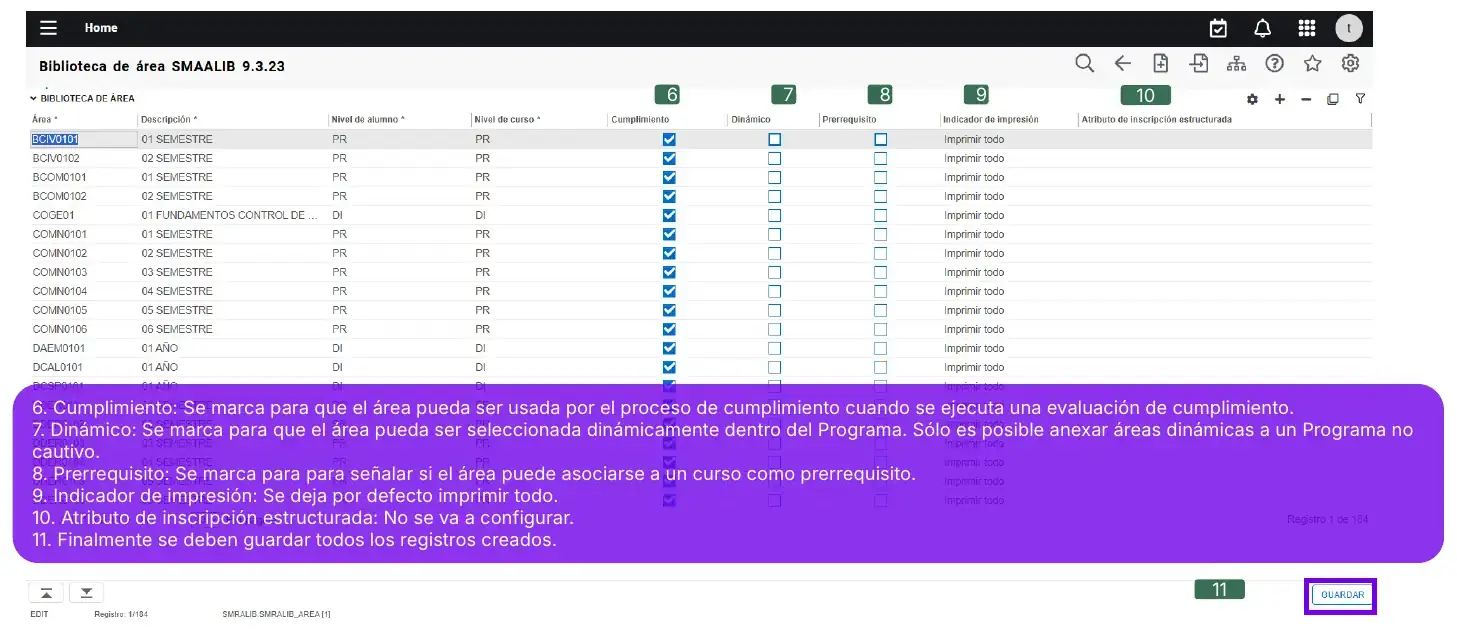 Home
t
Biblioteca de área SMAALIB 9.3.23
6 7 8 9 10
BIBLIOTECA DE ÁREA
Área * Descripción * Nivel de alumno * Nivel de curso * Cumplimiento Dinámico Prerrequisito Indicador de impresión Atributo de inscripción estructurada
BCIV0101 01 SEMESTRE PR PR Imprimir todo
BCIV0102 02 SEMESTRE PR PR Imprimir todo
BCOM0101 01 SEMESTRE PR PR Imprimir todo
BCOM0102 02 SEMESTRE PR PR Imprimir todo
COGE01 01 FUNDAMENTOS CONTROL DE ... DI DI Imprimir todo
COMN0101 01 SEMESTRE PR PR Imprimir todo
COMN0102 02 SEMESTRE PR PR Imprimir todo
COMN0103 03 SEMESTRE PR PR Imprimir todo
COMN0104 04 SEMESTRE PR PR Imprimir todo
COMN0105 05 SEMESTRE PR PR Imprimir todo
COMN0106 06 SEMESTRE PR PR Imprimir todo
DAEM0101 01 AÑO DI DI Imprimir todo
DCAL0101 01 AÑO DI DI Imprimir todo
01 AÑO DI DI Imprimir todo
6. Cumplimiento: Se marca para que el área pueda ser usada por el proceso de cumplimiento cuando se ejecuta una evaluación de cumplimiento.
7. Dinámico: Se marca para que el área pueda ser seleccionada dinámicamente dentro del Programa. Sólo es posible anexar áreas dinámicas a un Programa no
cautivo.
8. Prerrequisito: Se marca para para señalar si el área puede asociarse a un curso como prerrequisito.
9. Indicador de impresión: Se deja por defecto imprimir todo.
10. Atributo de inscripción estructurada: No se va a configurar.
Registro 1 de 184
11. Finalmente se deben guardar todos los registros creados.
11
GUARDAR
EDIT Registro: 1/184 SMRALIB.SMRALIB_AREA [1]